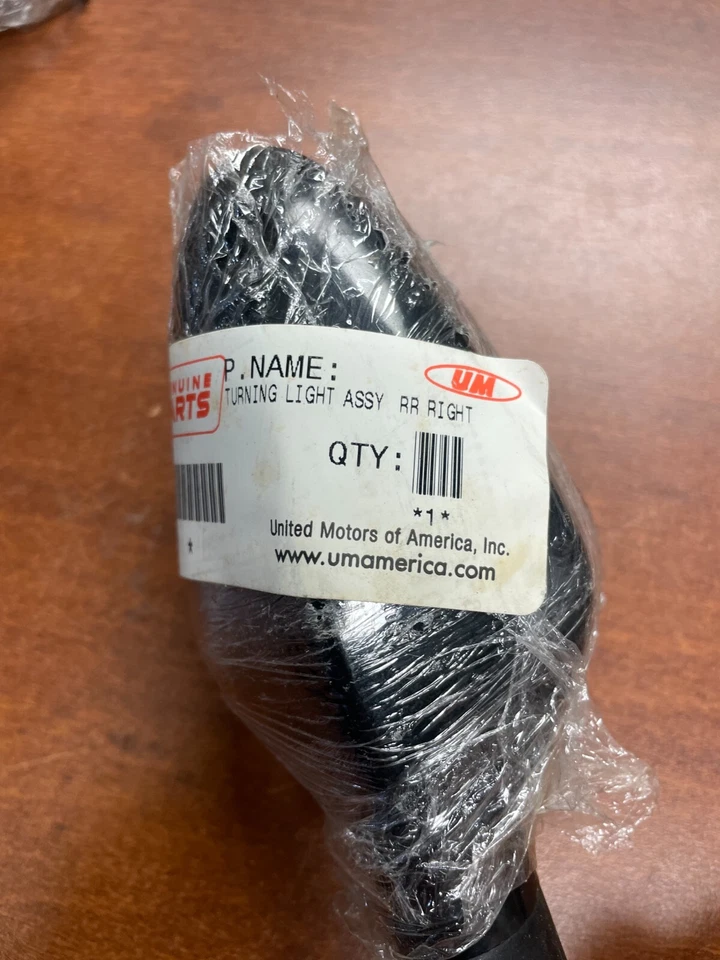 P.NAME:
UM
TURNING LIGHT ASSY RR RIGHT
QTY:
*1*
*
United Motors of America, Inc.
www.umamerica.com